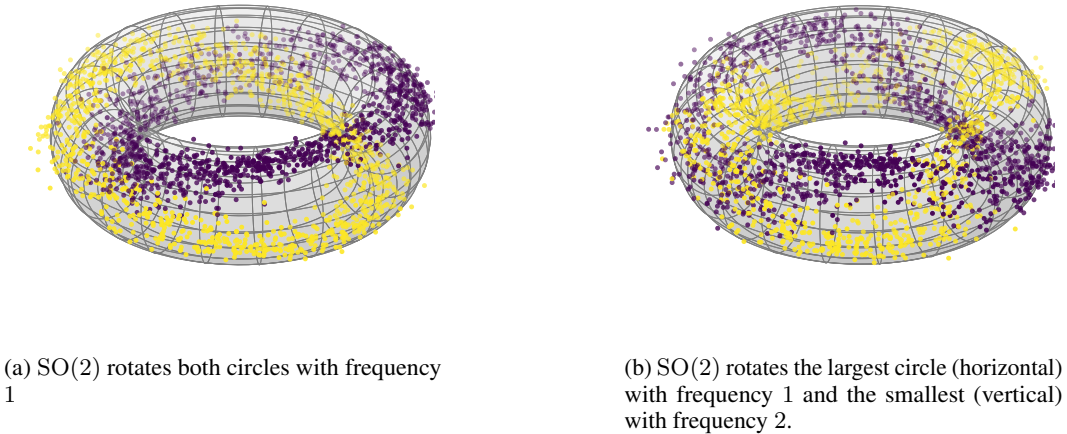 (a) SO(2) rotates both circles with frequency
1
(b) SO(2) rotates the largest circle (horizontal)
with frequency 1 and the smallest (vertical)
with frequency 2.